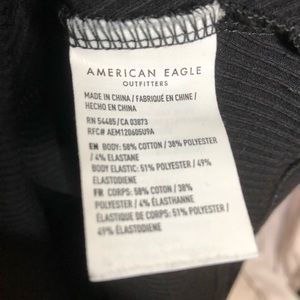 AMERICAN EAGLE
OUTFITTERS
MADE IN CHINA / FABRIQUÉ EN CHINE /
HECHO EN CHINA
RN 54485/CA 03873
RFC# AEM120605U9A
EN BODY: 58% COTTON / 38% POLYESTER
/ 4% ELASTANE
BODY ELASTIC: 51% POLYESTER / 49%
ELASTODIENE
FR CORPS: 58% COTON / 38%
POLYESTER / 4% ÉLASTHANNE
ÉLASTIQUE DE CORPS: 51% POLYESTER /
49% ÉLASTODIENE